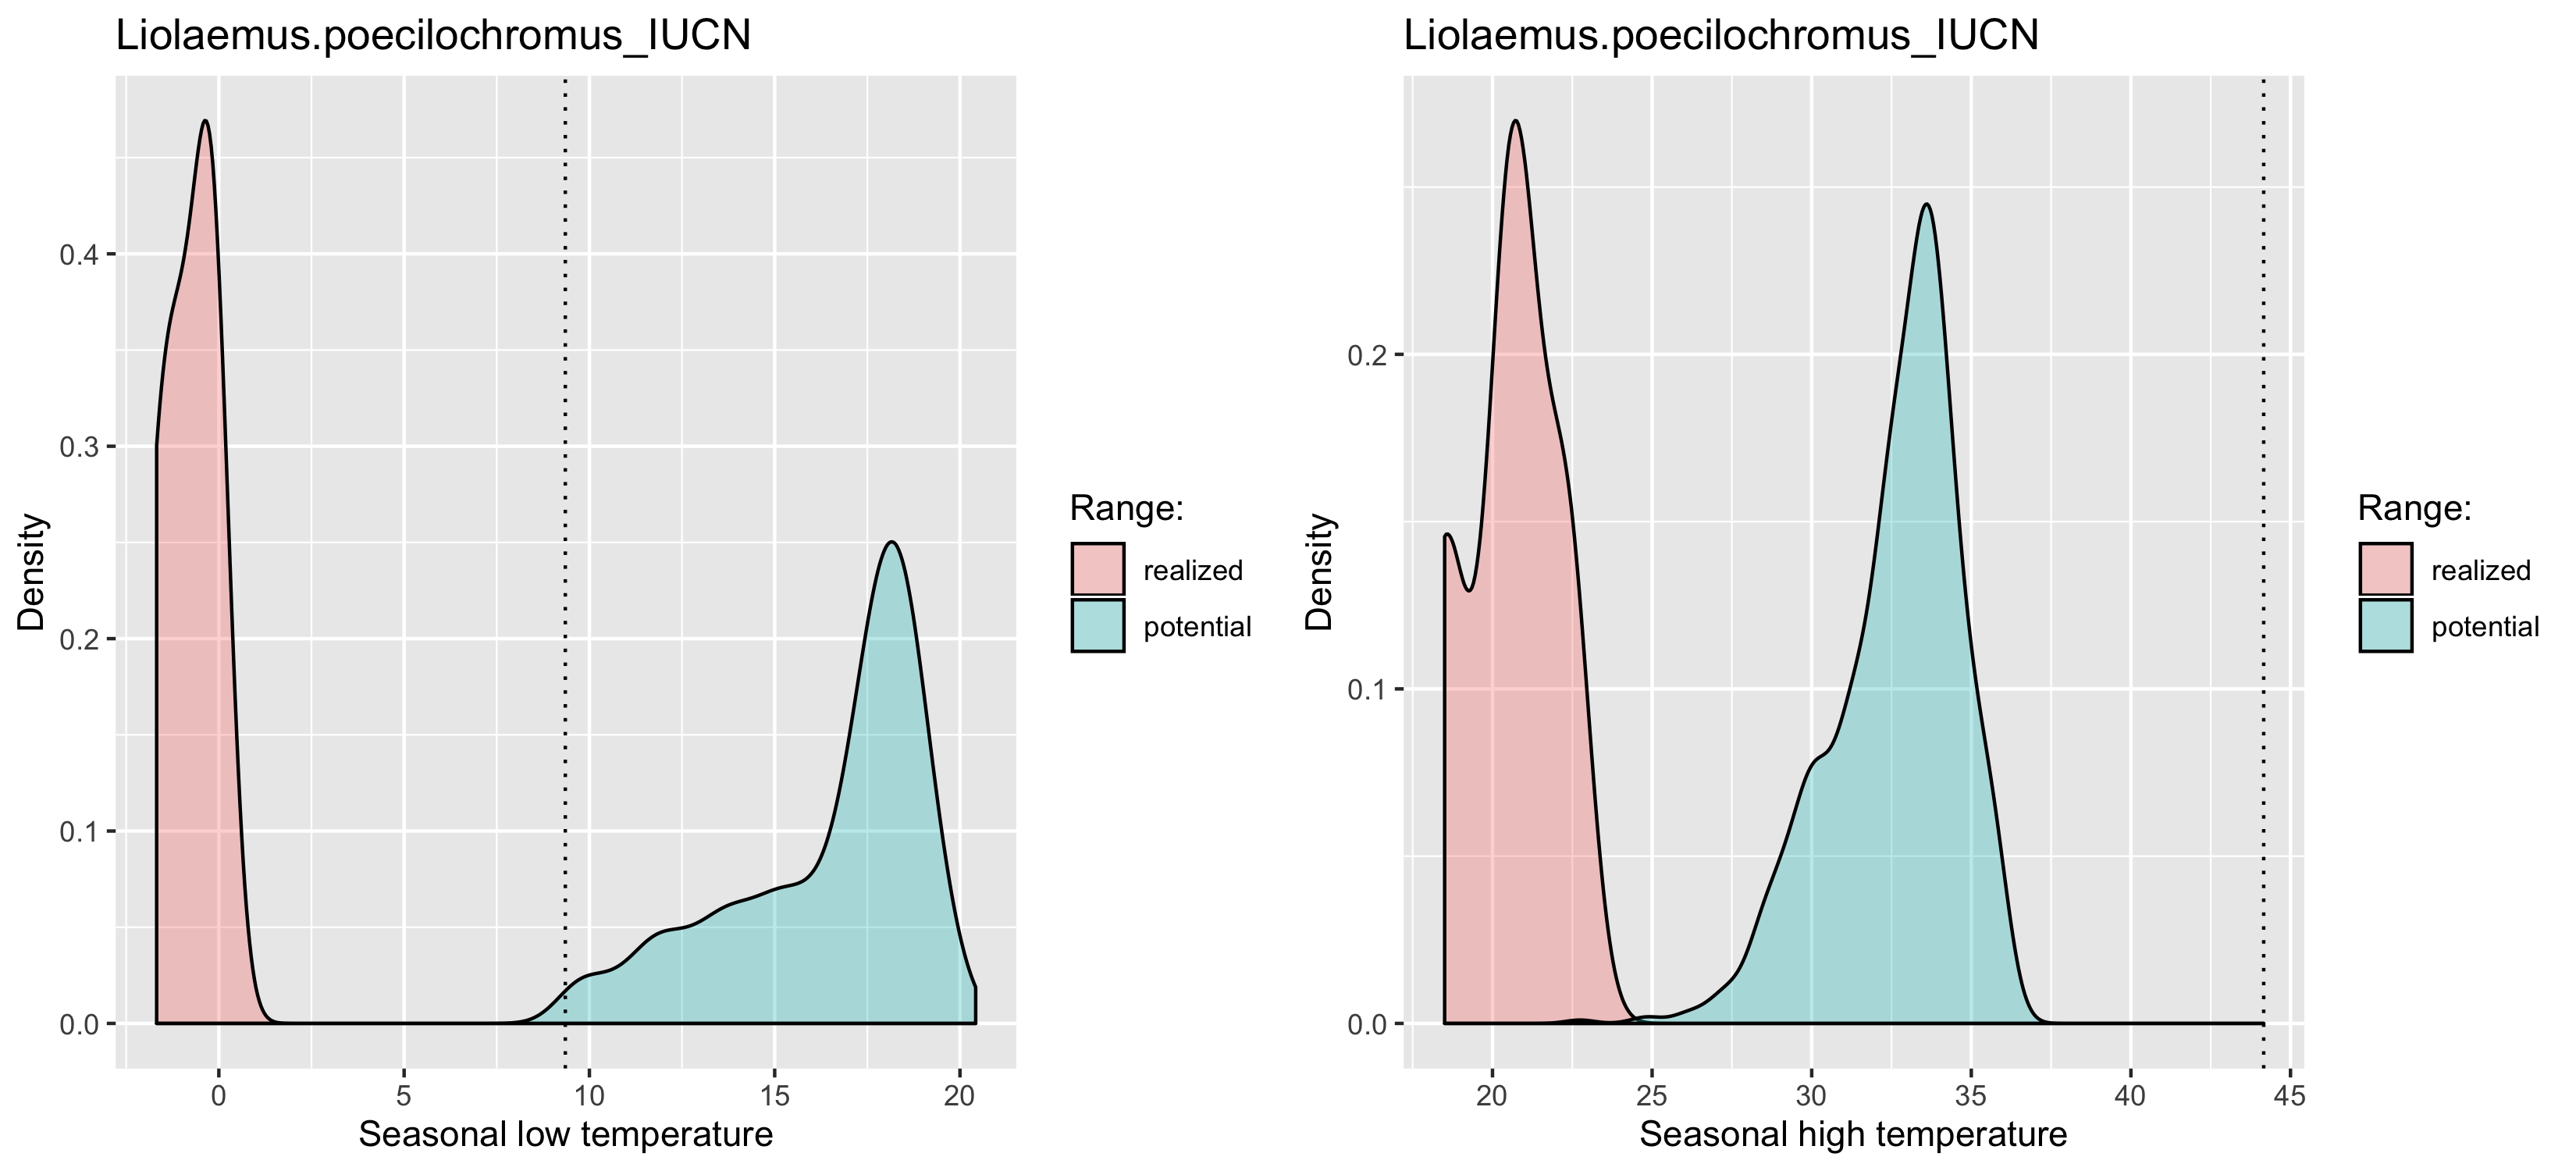 Liolaemus.poecilochromus_IUCN
Density
0.4
0.3
0.2
0.1
0.0
0 5 10 15 20
Seasonal low temperature
Range:
realized
potential
Liolaemus.poecilochromus_IUCN
Density
0.2
0.1
0.0
20 25 30 35 40 45
Seasonal high temperature
Range:
realized
potential